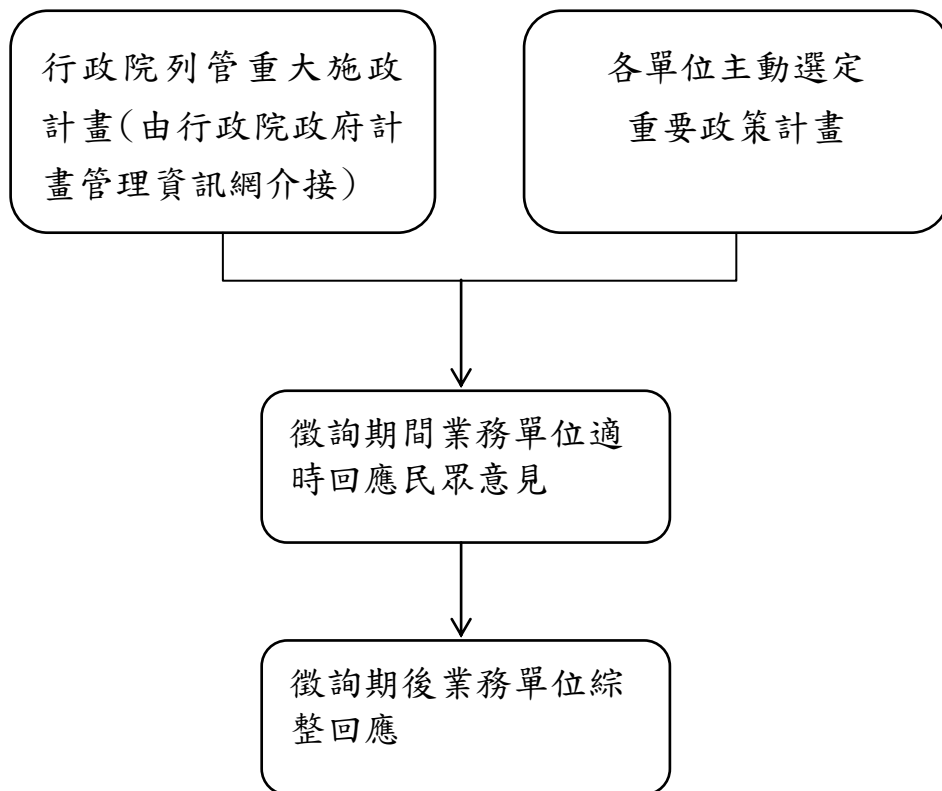 行政院列管重大施政
計畫(由行政院政府計
畫管理資訊網介接)
各單位主動選定
重要政策計畫
徵詢期間業務單位適
時回應民眾意見
徵詢期後業務單位綜
整回應